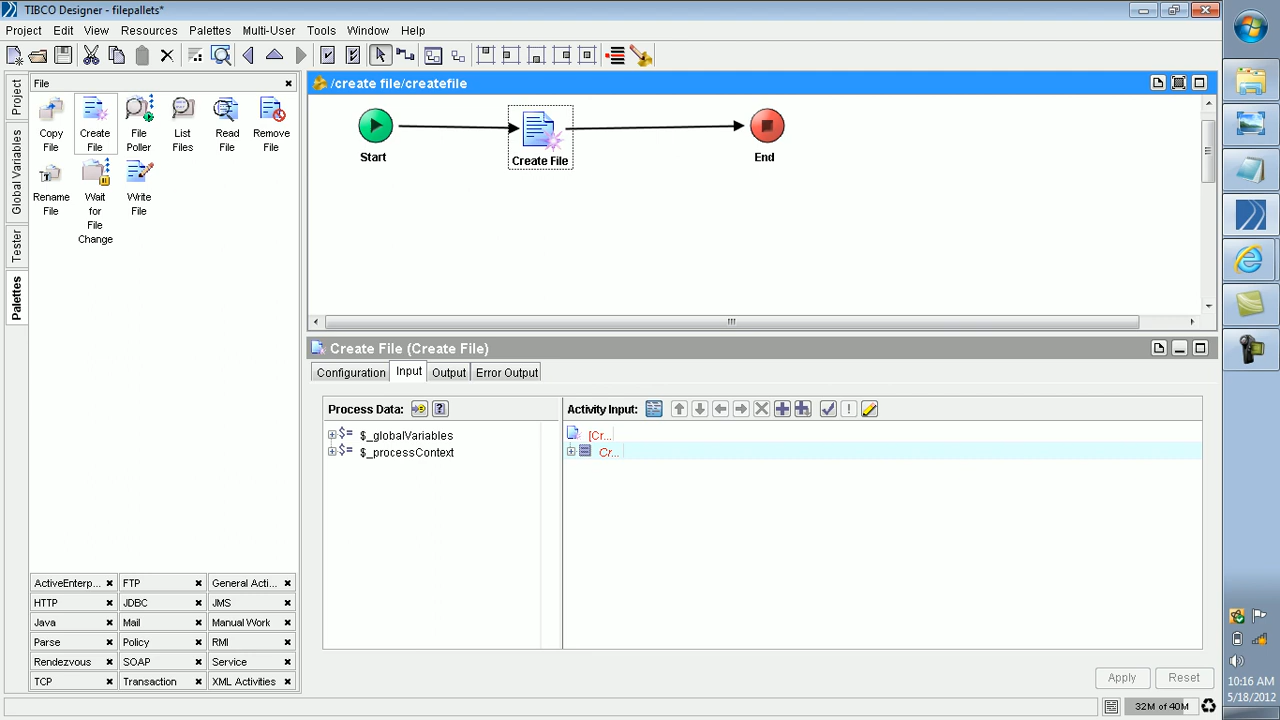 TIBCO Designer - filepallets*
Project Edit View Resources Palettes Multi-User Tools Window Help
Project
Global Variables
Tester
Palettes
File
Copy File
Create File
File Poller
List Files
Read File
Remove File
Rename File
Wait for File Change
Write File
ActiveEnterp... FTP General Acti...
HTTP JDBC JMS
Java Mail Manual Work
Parse Policy RMI
Rendezvous SOAP Service
TCP Transaction XML Activities
/create file/createfile
Start
Create File
End
Create File (Create File)
Configuration Input Output Error Output
Process Data:
$_globalVariables
$_processContext
Activity Input:
[Cr...
Cr...
Apply Reset
32M of 40M
10:16 AM
5/18/2012